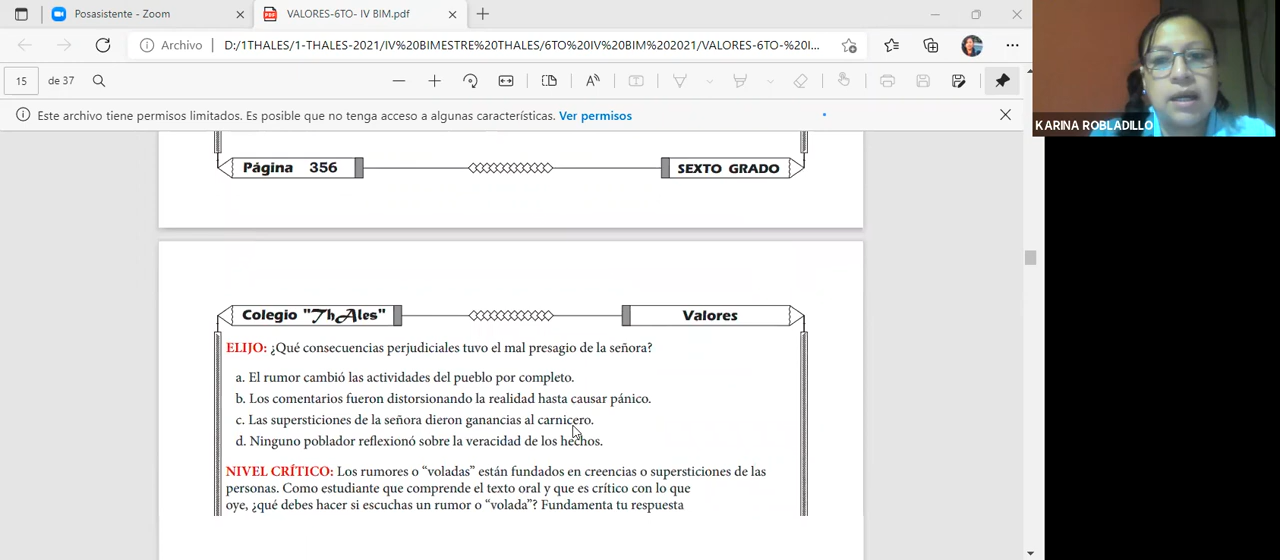 Posasistente - Zoom
VALORES-6TO- IV BIM.pdf
Archivo
D:/1THALES/1-THALES-2021/IV%20BIMESTRE%20THALES/6TO%20IV%20BIM%202021/VALORES-6TO-%20I...
15 de 37
Este archivo tiene permisos limitados. Es posible que no tenga acceso a algunas características. Ver permisos
KARINA ROBLADILLO
Página 356
SEXTO GRADO
Colegio "ThAles"
Valores
ELIJO: ¿Qué consecuencias perjudiciales tuvo el mal presagio de la señora?
a. El rumor cambió las actividades del pueblo por completo.
b. Los comentarios fueron distorsionando la realidad hasta causar pánico.
c. Las supersticiones de la señora dieron ganancias al carnicero.
d. Ninguno poblador reflexionó sobre la veracidad de los hechos.
NIVEL CRÍTICO: Los rumores o “voladas” están fundados en creencias o supersticiones de las
personas. Como estudiante que comprende el texto oral y que es crítico con lo que
oye, ¿qué debes hacer si escuchas un rumor o “volada”? Fundamenta tu respuesta